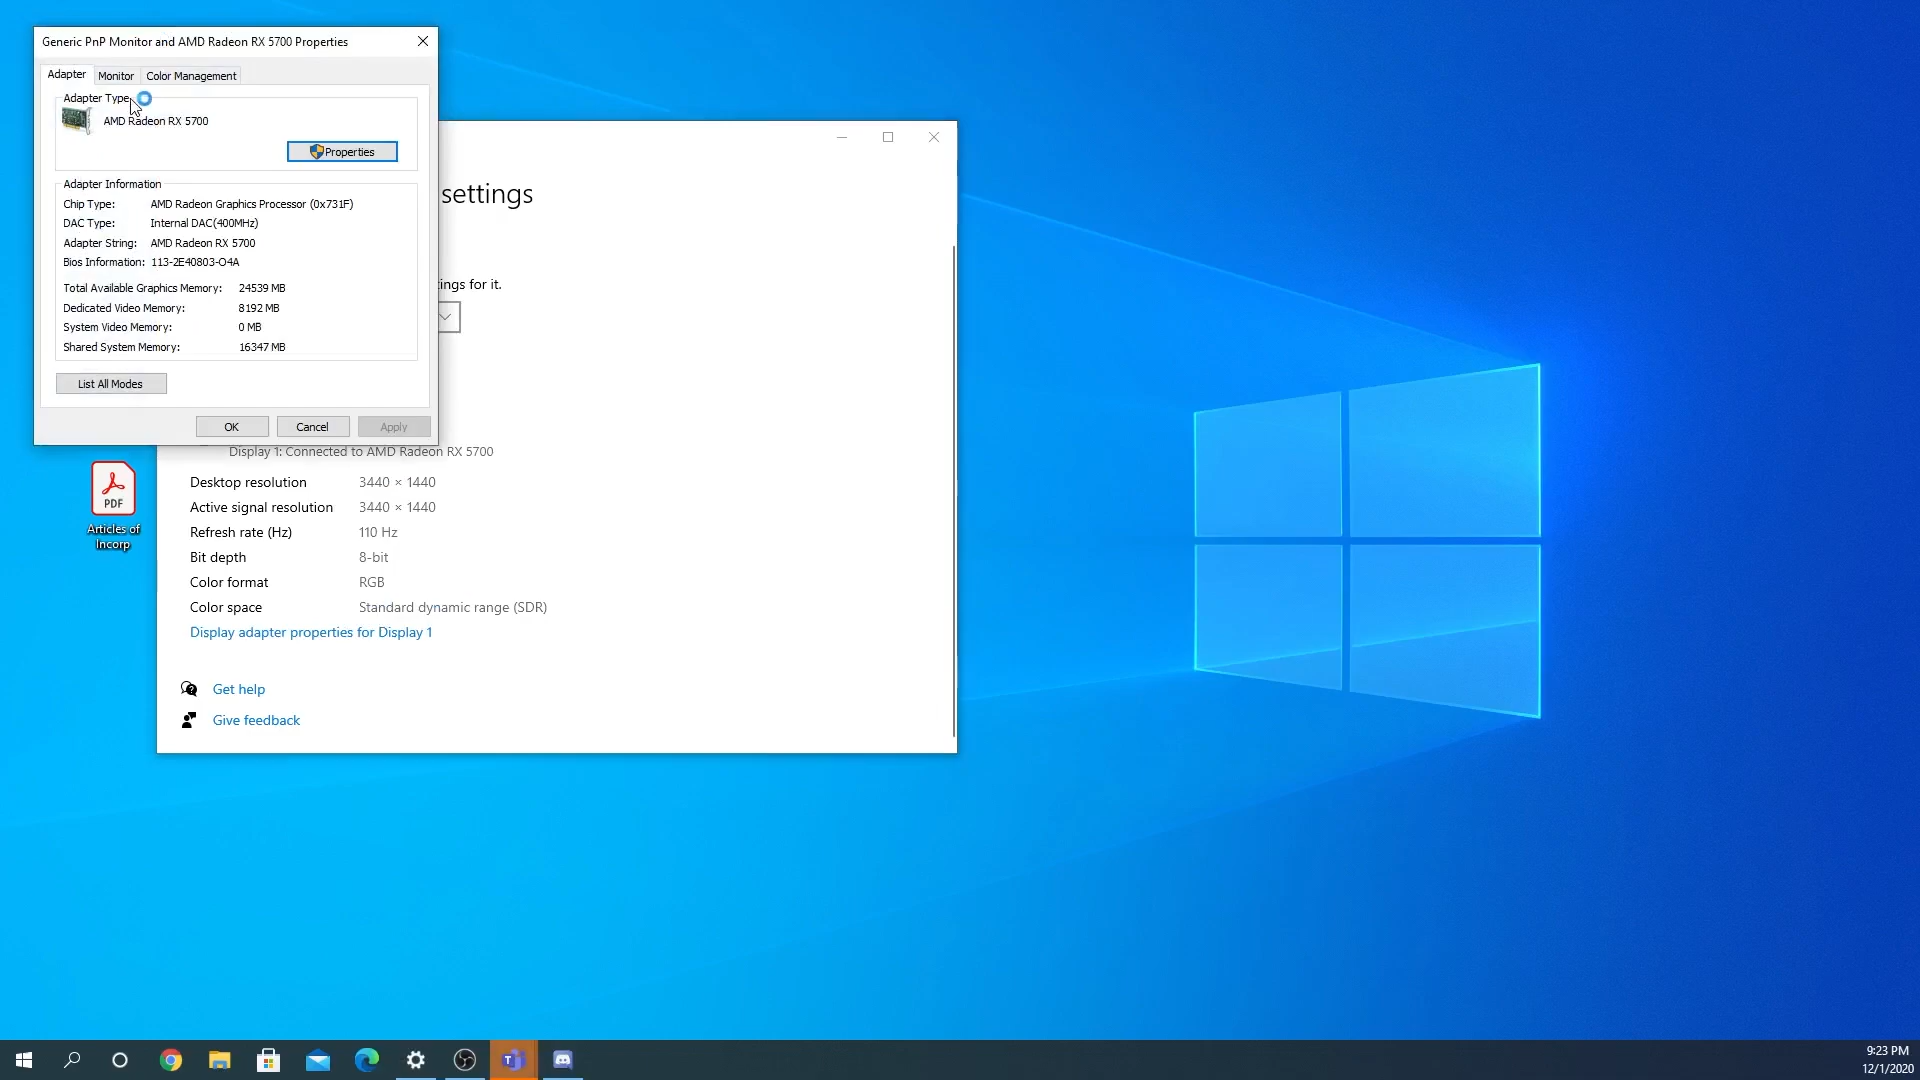 Generic PnP Monitor and AMD Radeon RX 5700 Properties
Adapter
Monitor
Color Management
Adapter Type
AMD Radeon RX 5700
Properties
Adapter Information
Chip Type: AMD Radeon Graphics Processor (0x731F)
DAC Type: Internal DAC(400MHz)
Adapter String: AMD Radeon RX 5700
Bios Information: 113-2E40803-O4A
Total Available Graphics Memory: 24539 MB
Dedicated Video Memory: 8192 MB
System Video Memory: 0 MB
Shared System Memory: 16347 MB
List All Modes
OK
Cancel
Apply
settings
ings for it.
Display 1: Connected to AMD Radeon RX 5700
Desktop resolution 3440 × 1440
Active signal resolution 3440 × 1440
Refresh rate (Hz) 110 Hz
Bit depth 8-bit
Color format RGB
Color space Standard dynamic range (SDR)
Display adapter properties for Display 1
Get help
Give feedback
PDF
Articles of
Incorp
9:23 PM
12/1/2020